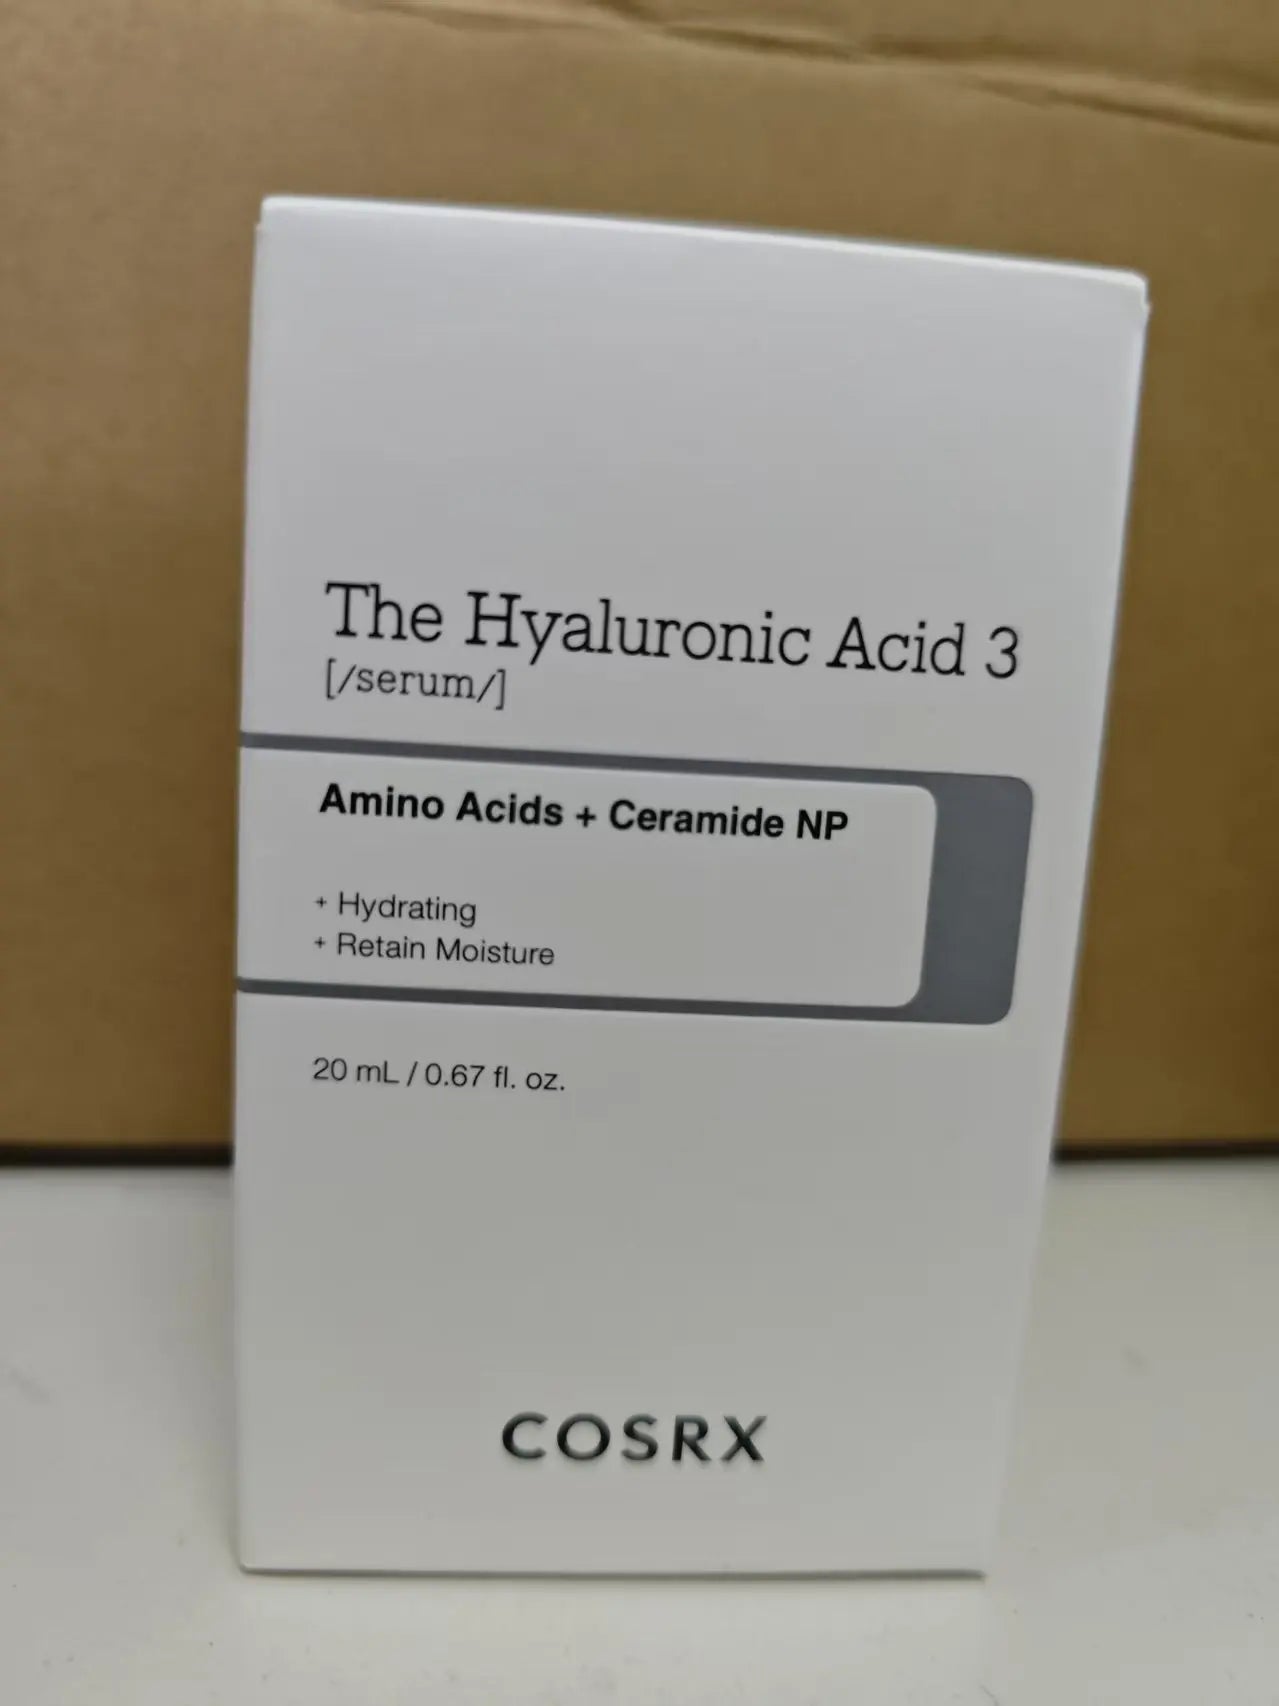 The Hyaluronic Acid 3
[/serum/]
Amino Acids + Ceramide NP
+ Hydrating
+ Retain Moisture
20 mL / 0.67 fl. oz.
COSRX